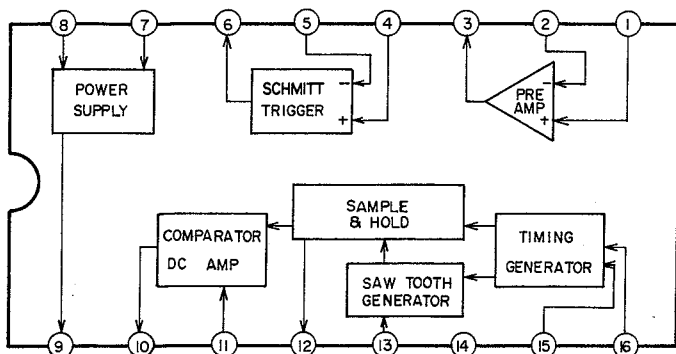 8 7 6 5 4 3 2 1
POWER
SUPPLY
SCHMITT
TRIGGER
-
+
PRE
AMP
-
+
SAMPLE
& HOLD
COMPARATOR
DC AMP
TIMING
GENERATOR
SAW TOOTH
GENERATOR
9 10 11 12 13 14 15 16